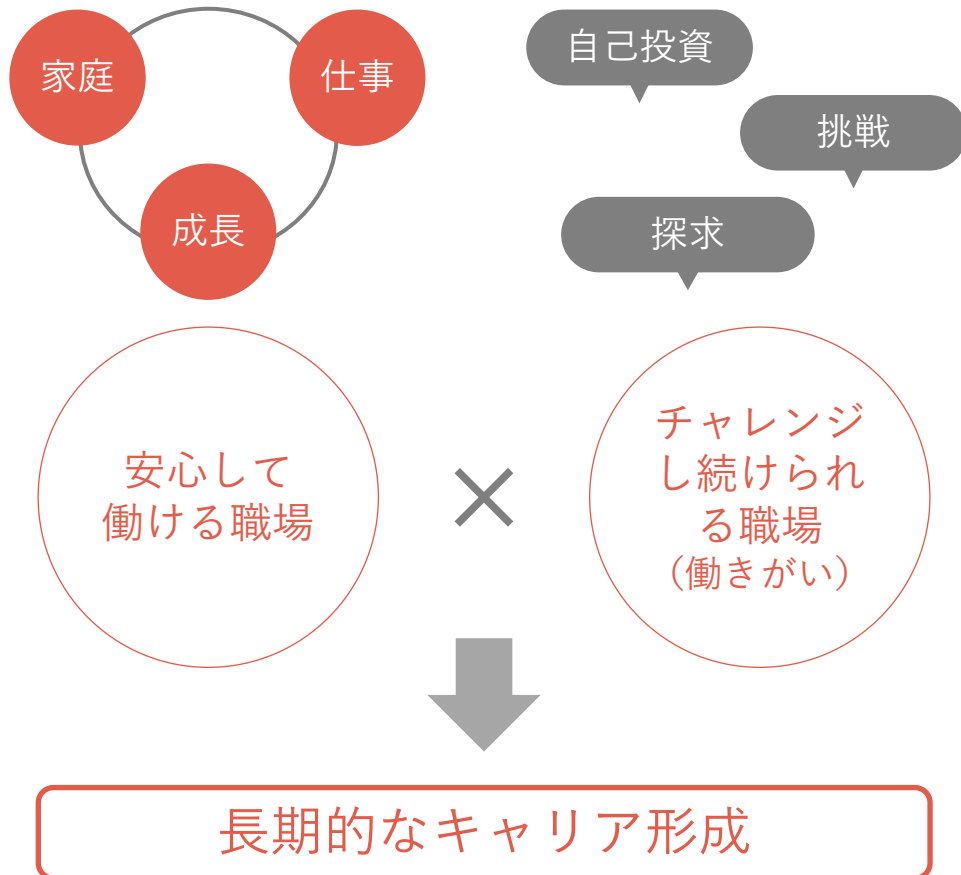 家庭
仕事
成長
自己投資
挑戦
探求
安心して
働ける職場
×
チャレンジ
し続けられ
る職場
（働きがい）
長期的なキャリア形成